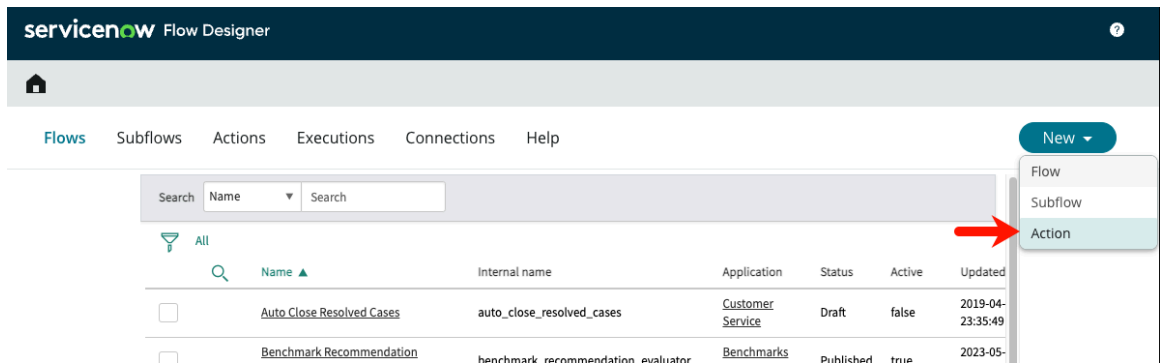 servicenow Flow Designer
?
Flows Subflows Actions Executions Connections Help New
Flow
Subflow
Action
Search Name Search
All
Name Internal name Application Status Active Updated
Auto Close Resolved Cases auto_close_resolved_cases Customer Service Draft false 2019-04-
23:35:49
Benchmark Recommendation benchmark_recommendation_evaluator Benchmarks Published true 2023-05-